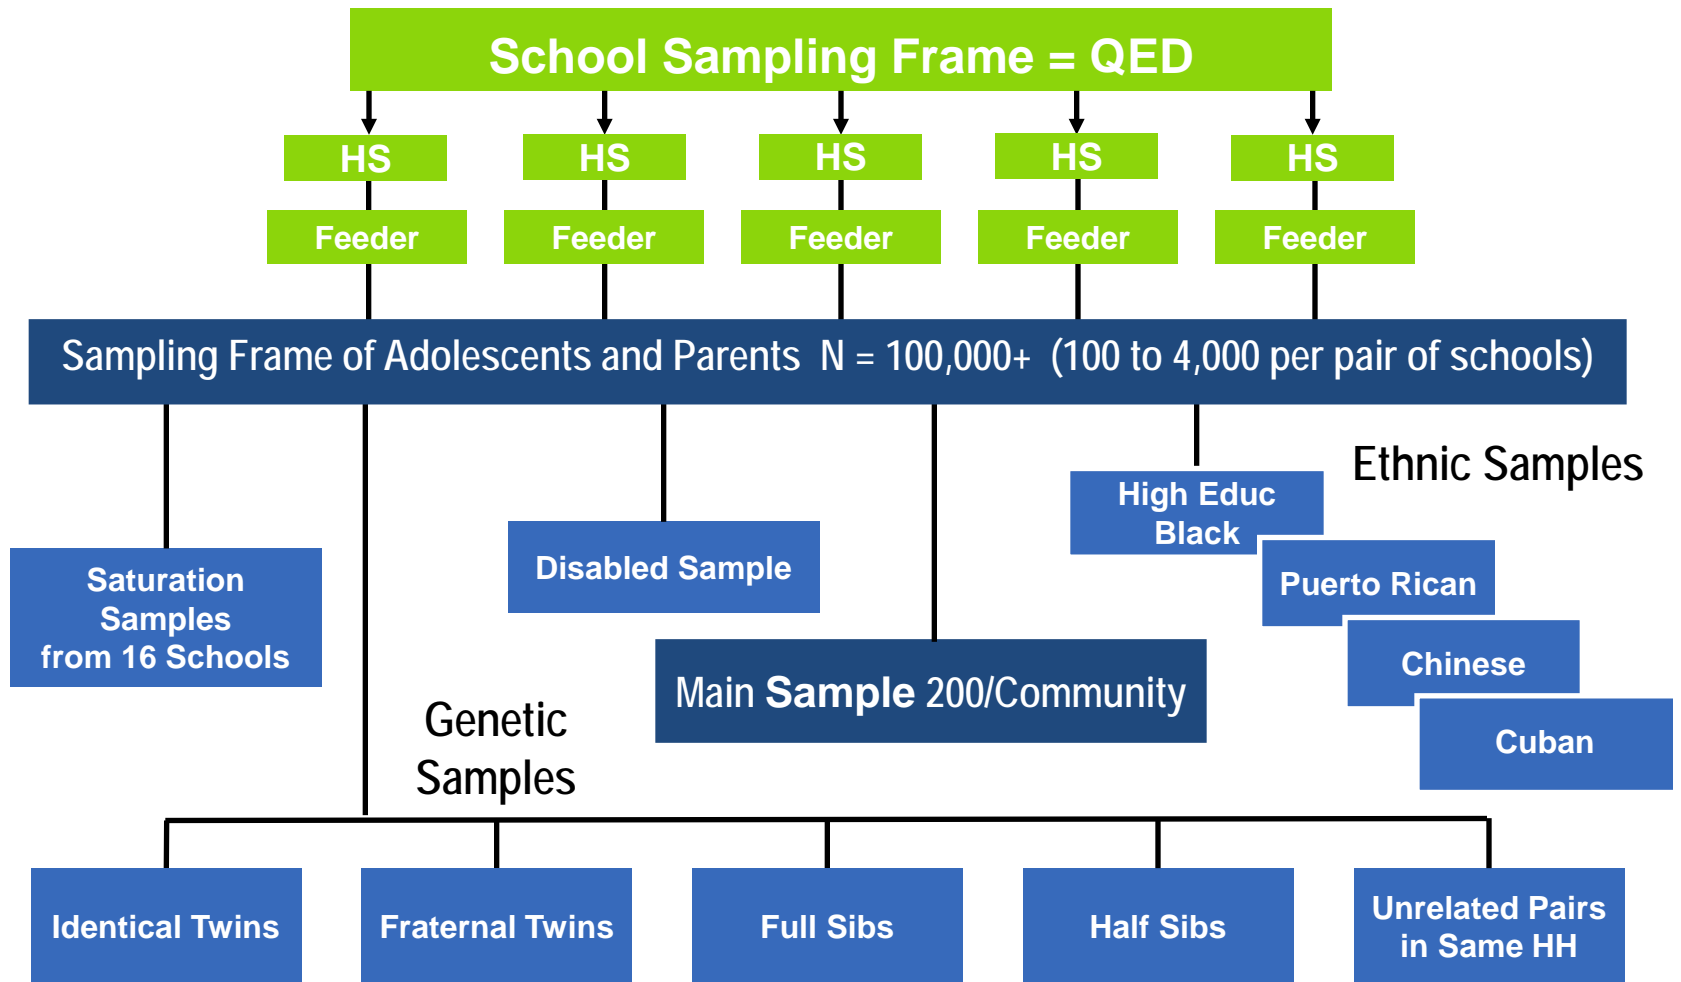 School Sampling Frame = QED
HS
HS
HS
HS
HS
Feeder
Feeder
Feeder
Feeder
Feeder
Sampling Frame of Adolescents and Parents N = 100,000+ (100 to 4,000 per pair of schools)
Ethnic Samples
High Educ
Black
Puerto Rican
Chinese
Cuban
Disabled Sample
Saturation
Samples
from 16 Schools
Main Sample 200/Community
Genetic
Samples
Identical Twins
Fraternal Twins
Full Sibs
Half Sibs
Unrelated Pairs
in Same HH